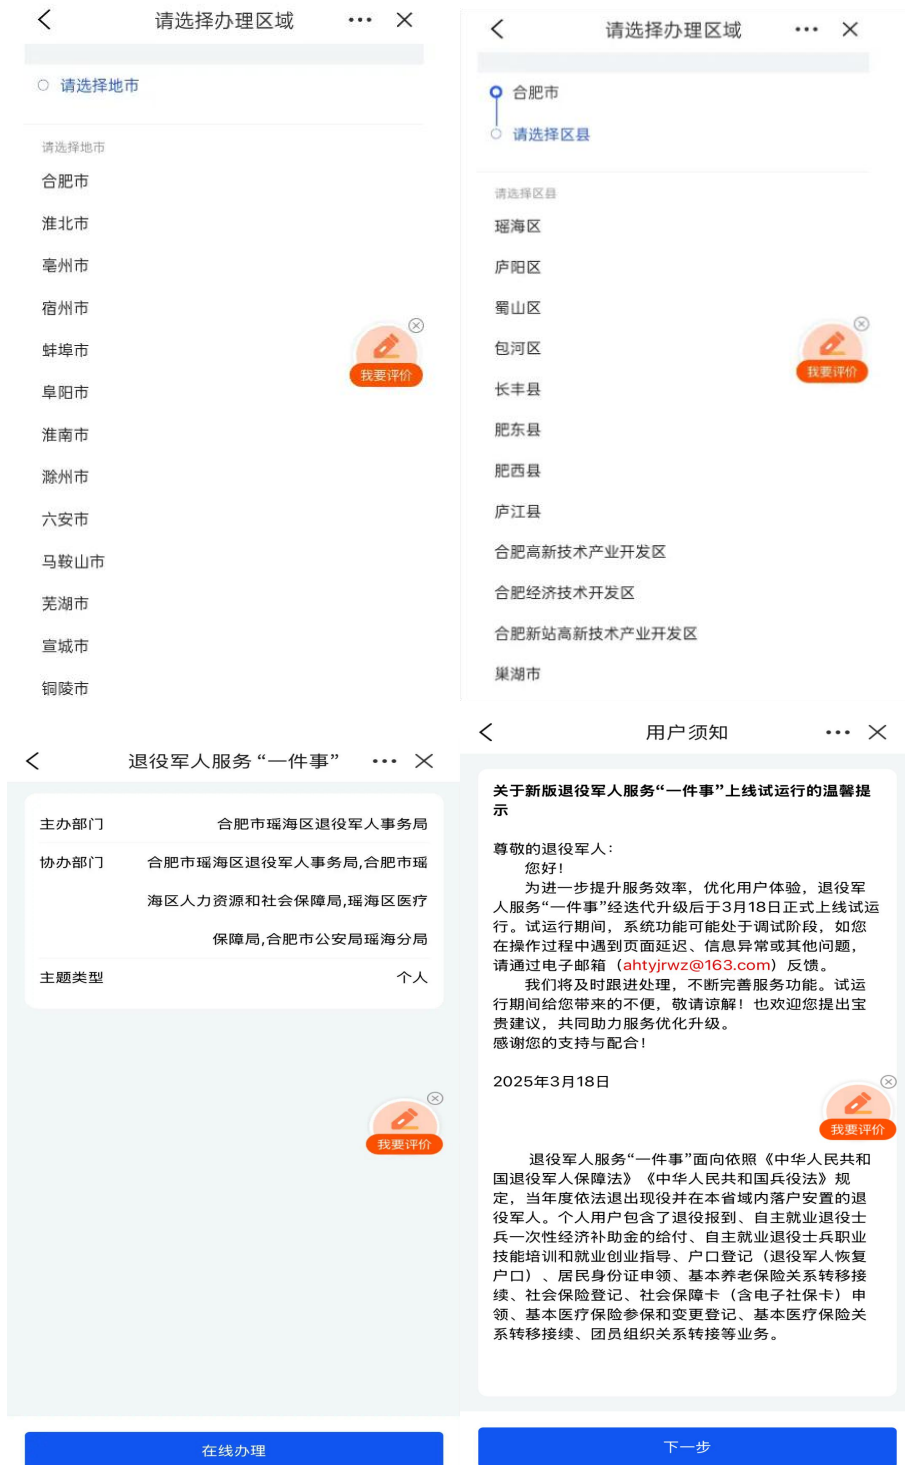 请选择办理区域
请选择地市
请选择地市
合肥市
淮北市
亳州市
宿州市
蚌埠市
阜阳市
淮南市
滁州市
六安市
马鞍山市
芜湖市
宣城市
铜陵市
我要评价
请选择办理区域
合肥市
请选择区县
请选择区县
瑶海区
庐阳区
蜀山区
包河区
长丰县
肥东县
肥西县
庐江县
合肥高新技术产业开发区
合肥经济技术开发区
合肥新站高新技术产业开发区
巢湖市
我要评价
退役军人服务“一件事”
主办部门 合肥市瑶海区退役军人事务局
协办部门 合肥市瑶海区退役军人事务局,合肥市瑶
海区人力资源和社会保障局,瑶海区医疗
保障局,合肥市公安局瑶海分局
主题类型 个人
我要评价
在线办理
用户须知
关于新版退役军人服务“一件事”上线试运行的温馨提
示
尊敬的退役军人：
您好！
为进一步提升服务效率，优化用户体验，退役军
人服务“一件事”经迭代升级后于3月18日正式上线试运
行。试运行期间，系统功能可能处于调试阶段，如您
在操作过程中遇到页面延迟、信息异常或其他问题，
请通过电子邮箱（ahtyjrwz@163.com）反馈。
我们将及时跟进处理，不断完善服务功能。试运
行期间给您带来的不便，敬请谅解！也欢迎您提出宝
贵建议，共同助力服务优化升级。
感谢您的支持与配合！
2025年3月18日
我要评价
退役军人服务“一件事”面向依照《中华人民共和
国退役军人保障法》《中华人民共和国兵役法》规
定，当年度依法退出现役并在本省域内落户安置的退
役军人。个人用户包含了退役报到、自主就业退役士
兵一次性经济补助金的给付、自主就业退役士兵职业
技能培训和就业创业指导、户口登记（退役军人恢复
户口）、居民身份证申领、基本养老保险关系转移接
续、社会保险登记、社会保障卡（含电子社保卡）申
领、基本医疗保险参保和变更登记、基本医疗保险关
系转移接续、团员组织关系转接等业务。
下一步